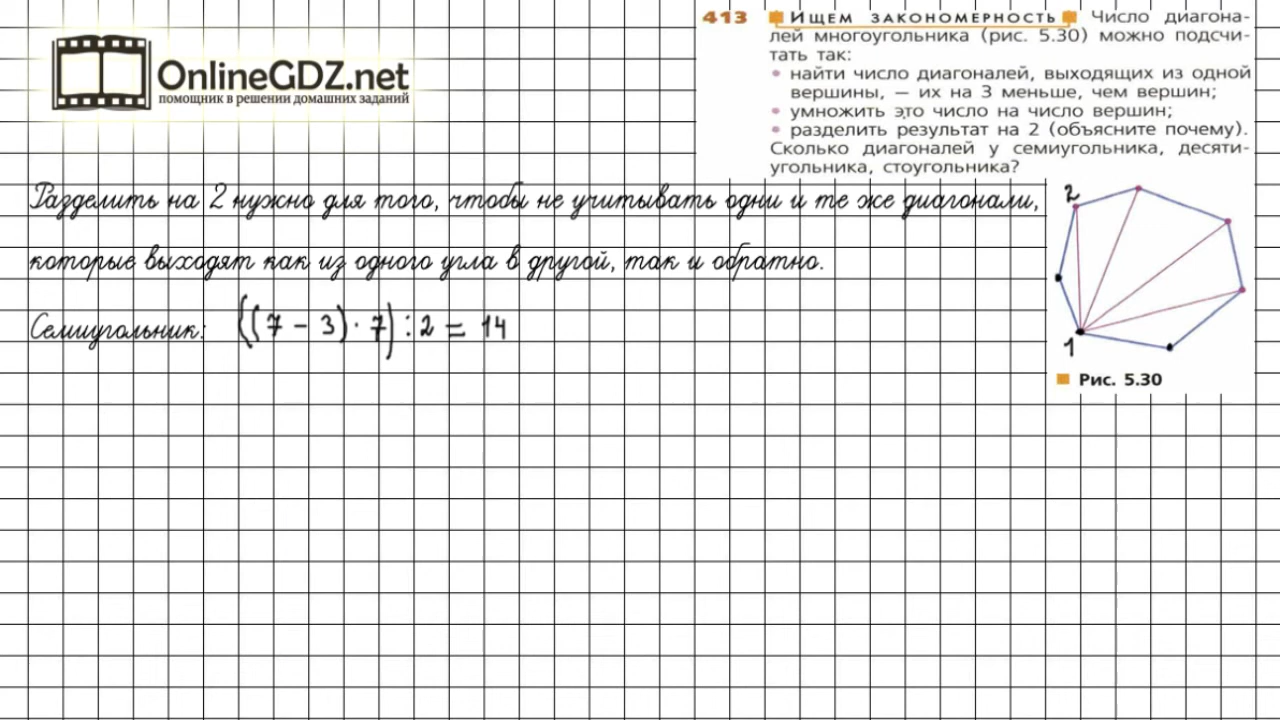 OnlineGDZ.net
помощник в решении домашних заданий
413 Ищем закономерность Число диагона-
лей многоугольника (рис. 5.30) можно подсчи-
тать так:
• найти число диагоналей, выходящих из одной
вершины, — их на 3 меньше, чем вершин;
• умножить это число на число вершин;
• разделить результат на 2 (объясните почему).
Сколько диагоналей у семиугольника, десяти-
угольника, стоугольника?
Разделить на 2 нужно для того, чтобы не учитывать одни и те же диагонали,
которые выходят как из одного угла в другой, так и обратно.
Семиугольник: ((7 - 3) · 7) : 2 = 14
2
1
Рис. 5.30